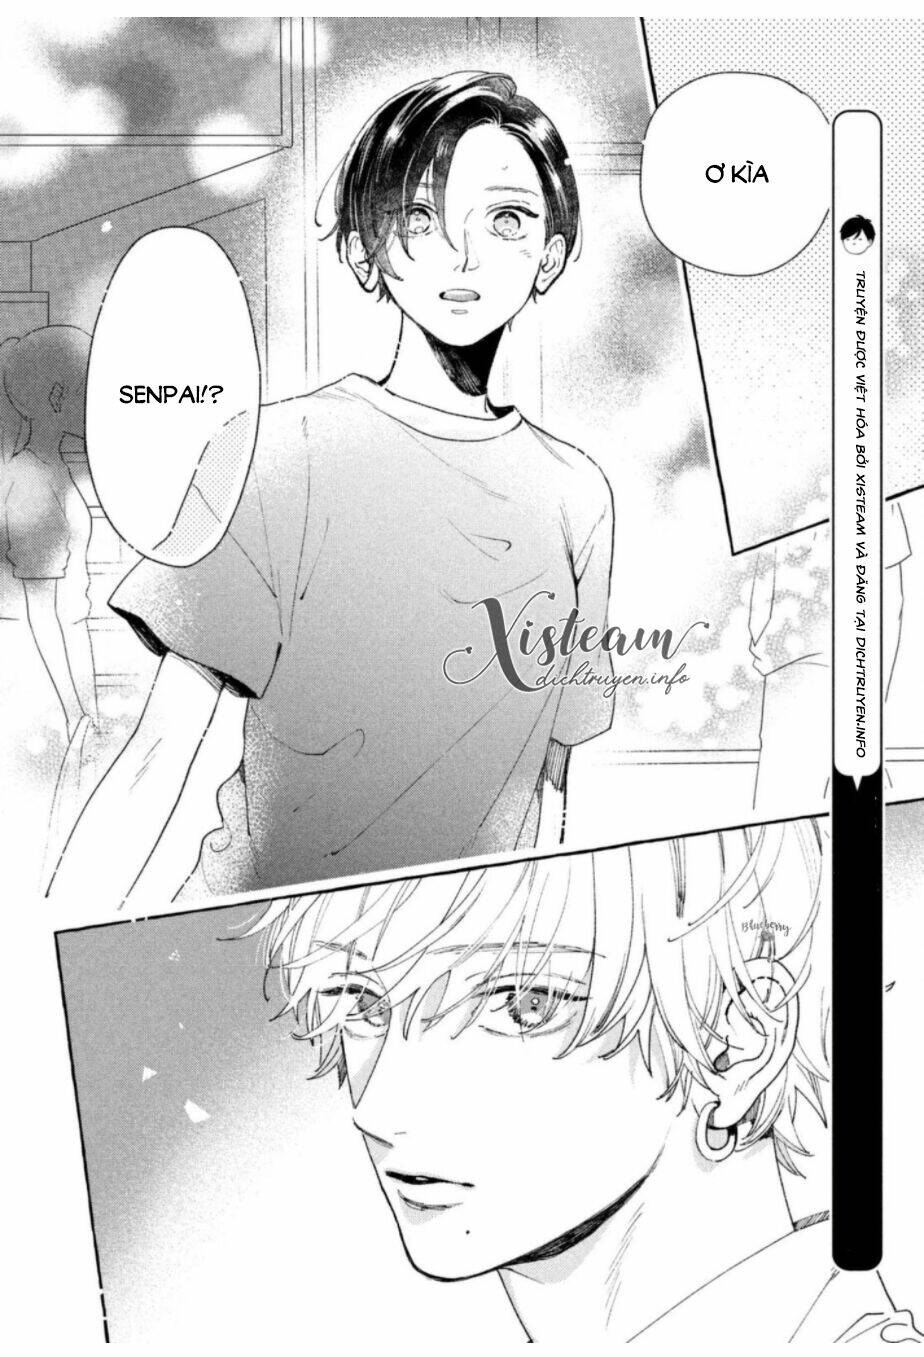 Ơ KÌA
SENPAI!?
TRUYỆN ĐƯỢC VIỆT HÓA BỞI XISTEAM VÀ ĐĂNG TẠI DICHTRUYEN.INFO
Xisteam
dichtruyen.info
Blueberry